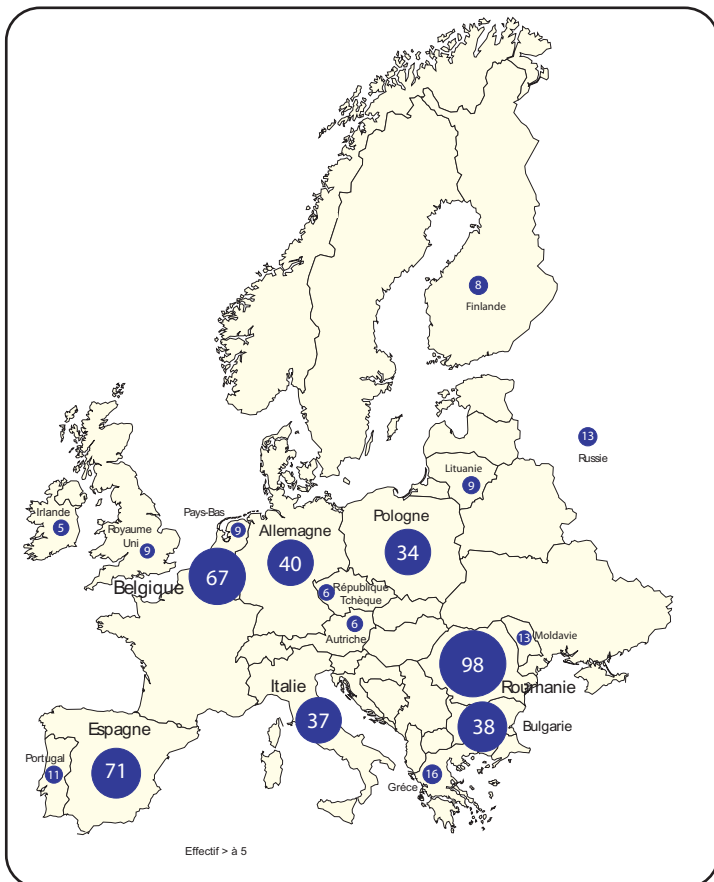 8
Finlande
13
Russie
Lituanie
9
Irlande
5
Royaume
Uni
9
Pays-Bas
9
Allemagne
40
Pologne
34
Belgique
67
6
République
Tchèque
6
Autriche
13
Moldavie
98
Roumanie
Italie
37
38
Bulgarie
Espagne
71
Portugal
11
16
Gréce
Effectif > à 5